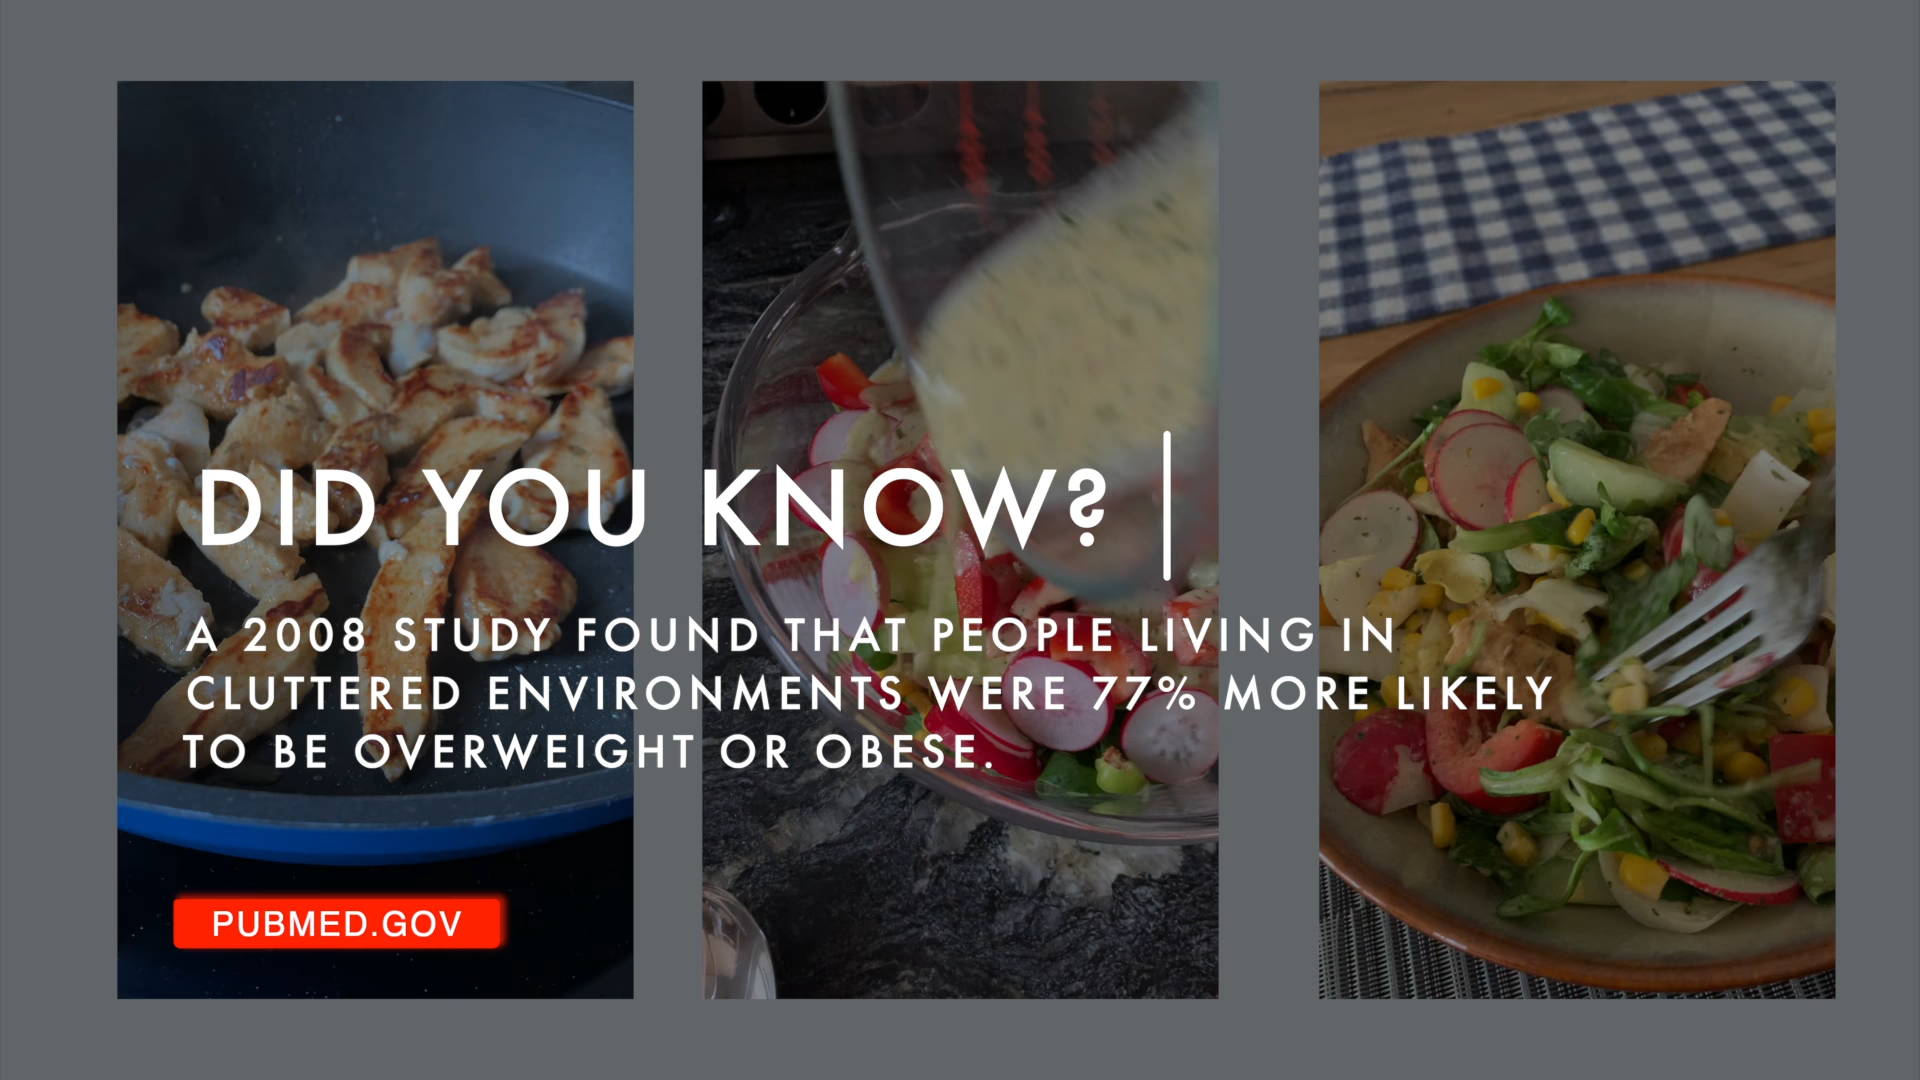 DID YOU KNOW?
A 2008 STUDY FOUND THAT PEOPLE LIVING IN
CLUTTERED ENVIRONMENTS WERE 77% MORE LIKELY
TO BE OVERWEIGHT OR OBESE.
PUBMED.GOV